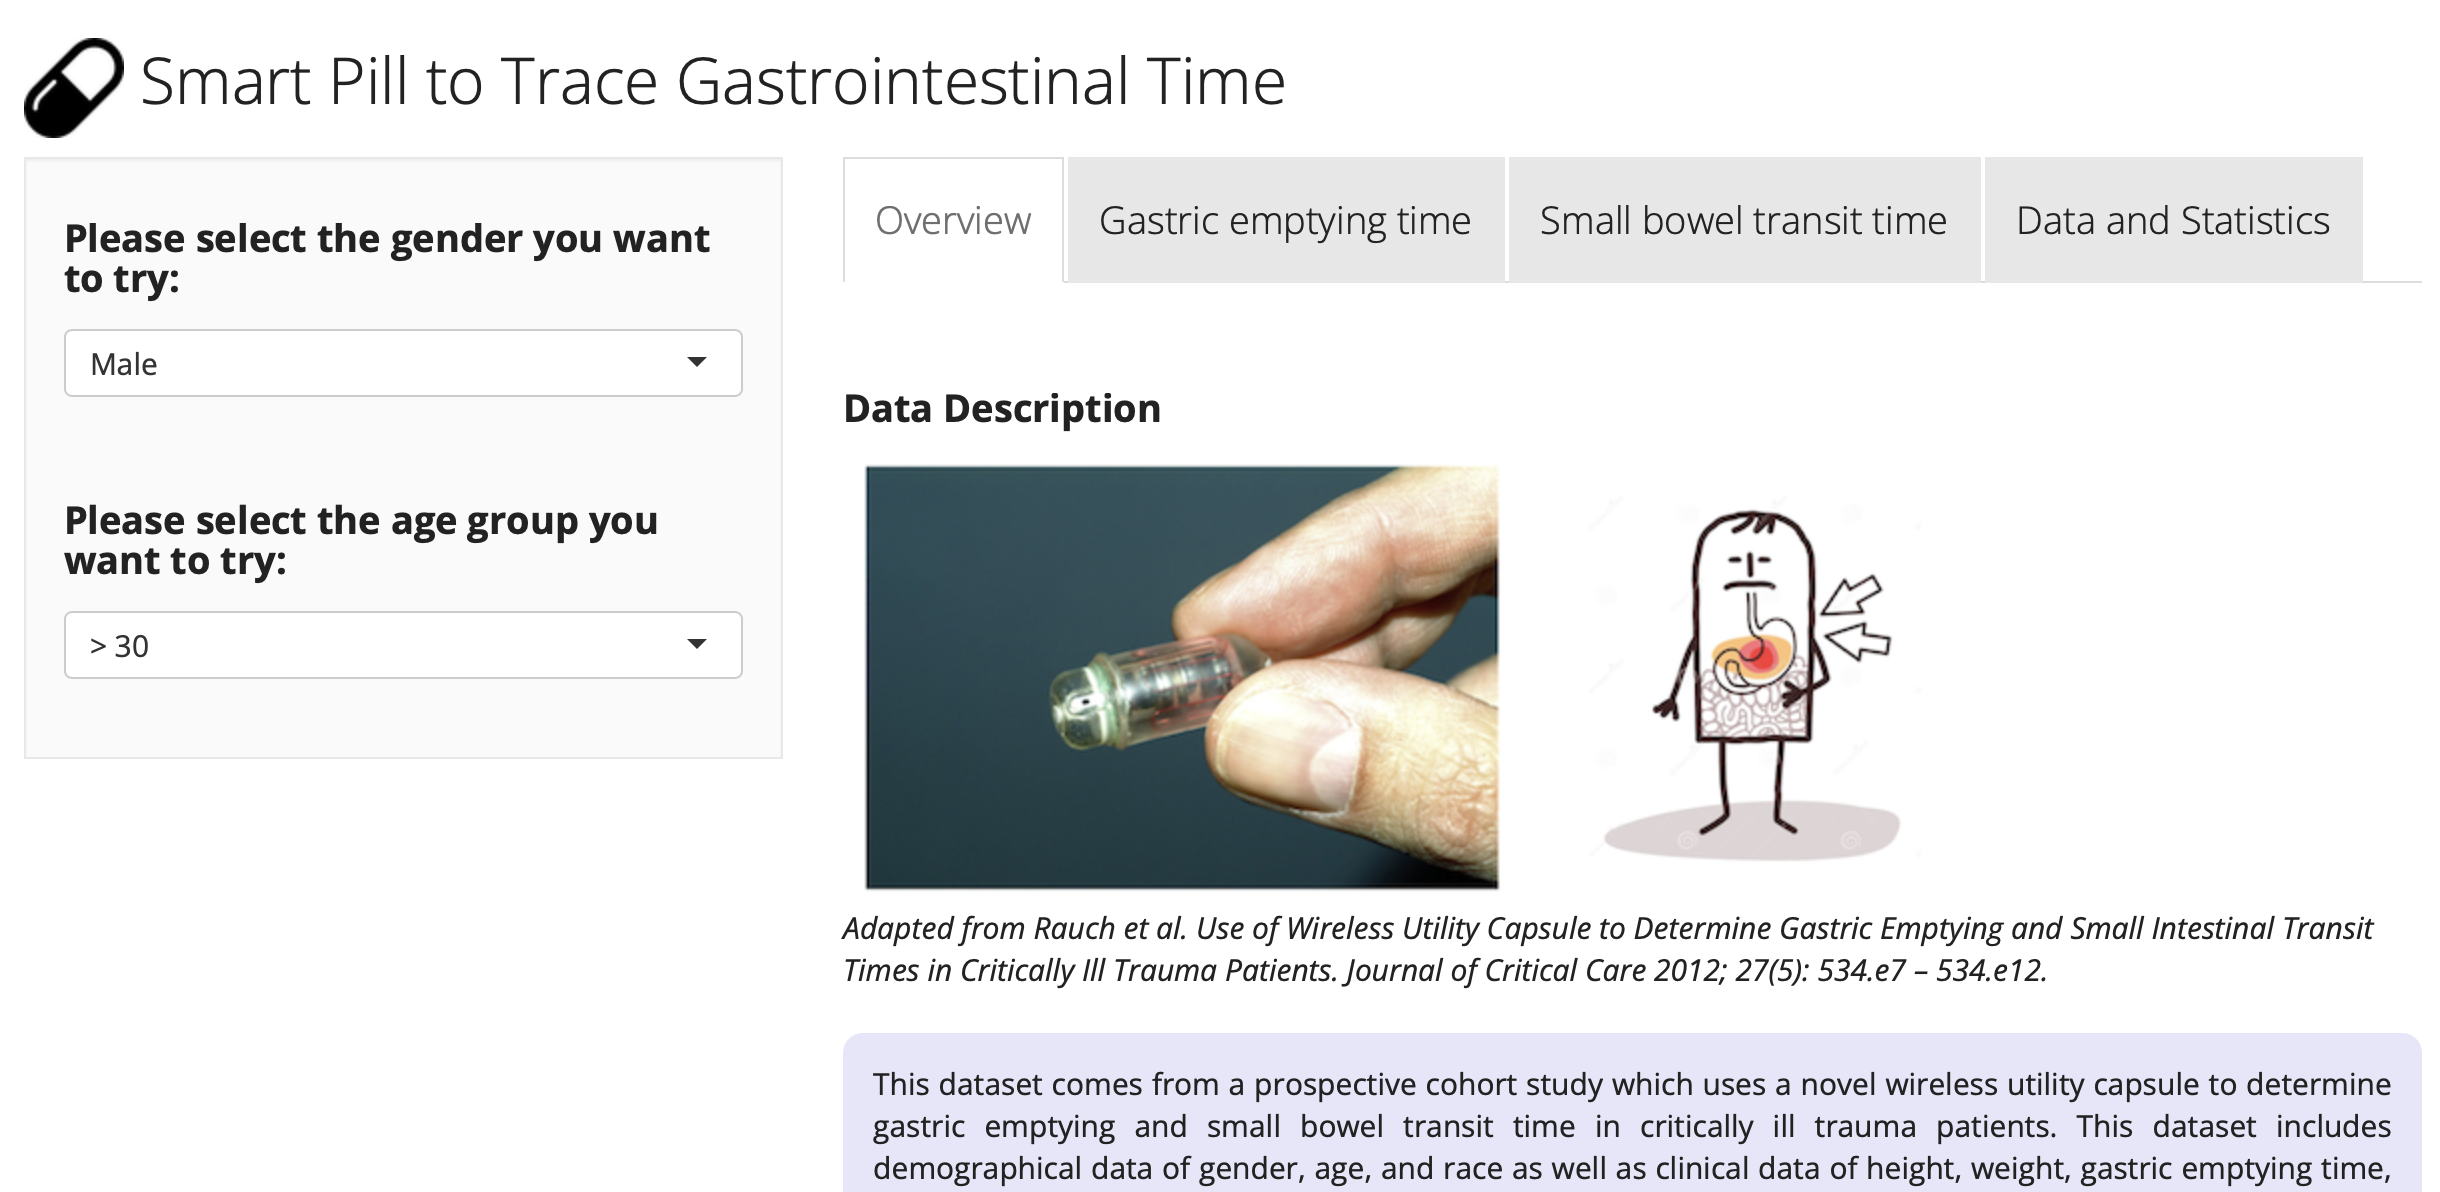 Smart Pill to Trace Gastrointestinal Time
Please select the gender you want
to try:
Male
Please select the age group you
want to try:
> 30
Overview
Gastric emptying time
Small bowel transit time
Data and Statistics
Data Description
Adapted from Rauch et al. Use of Wireless Utility Capsule to Determine Gastric Emptying and Small Intestinal Transit
Times in Critically Ill Trauma Patients. Journal of Critical Care 2012; 27(5): 534.e7 – 534.e12.
This dataset comes from a prospective cohort study which uses a novel wireless utility capsule to determine
gastric emptying and small bowel transit time in critically ill trauma patients. This dataset includes
demographical data of gender, age, and race as well as clinical data of height, weight, gastric emptying time,